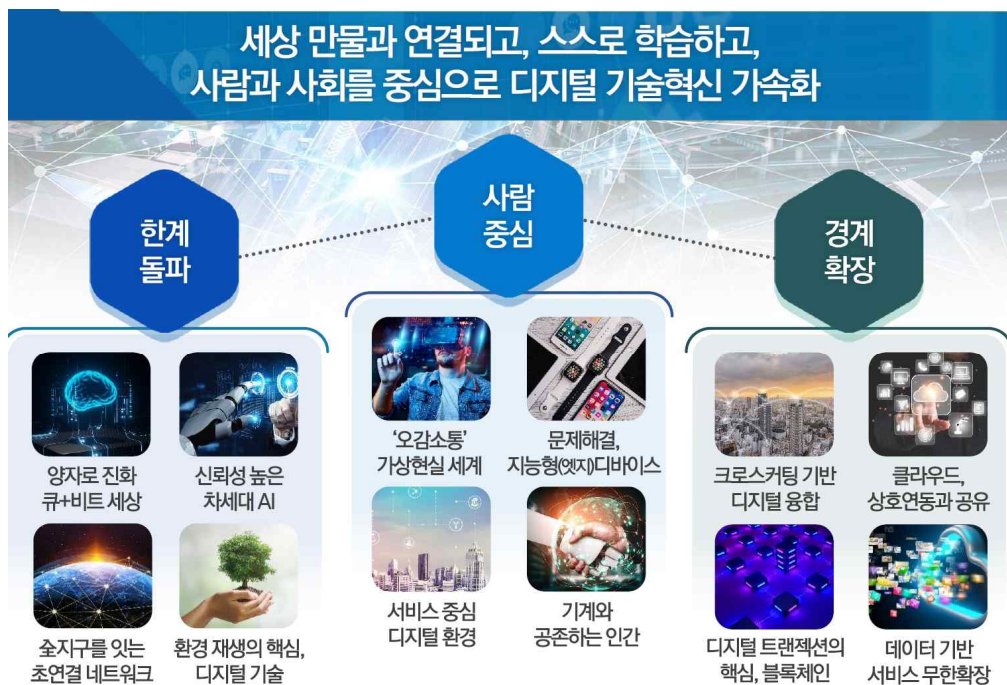 세상 만물과 연결되고, 스스로 학습하고,
사람과 사회를 중심으로 디지털 기술혁신 가속화
한계
돌파
양자로 진화
큐+비트 세상
신뢰성 높은
차세대 AI
全지구를 잇는
초연결 네트워크
환경 재생의 핵심,
디지털 기술
사람
중심
‘오감소통’
가상현실 세계
문제해결,
지능형(엣지)디바이스
서비스 중심
디지털 환경
기계와
공존하는 인간
경계
확장
크로스커팅 기반
디지털 융합
클라우드,
상호연동과 공유
디지털 트랜젝션의
핵심, 블록체인
데이터 기반
서비스 무한확장